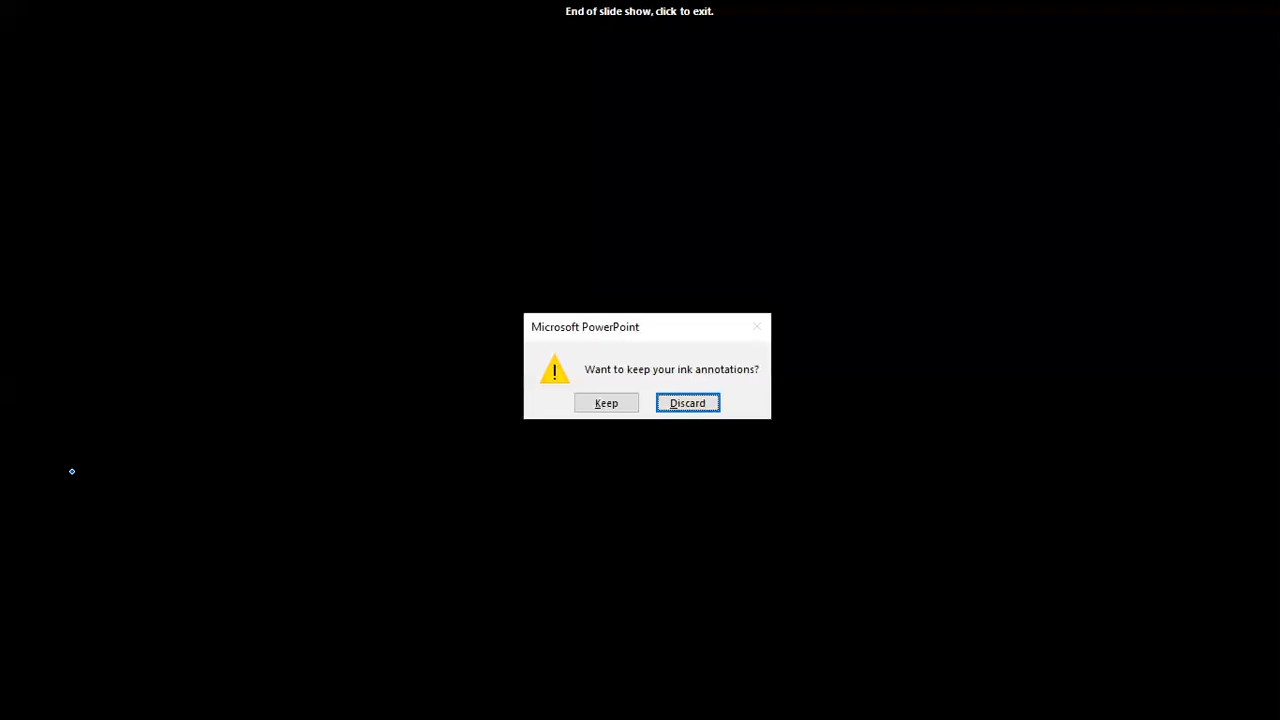 End of slide show, click to exit.
Microsoft PowerPoint
Want to keep your ink annotations?
Keep
Discard